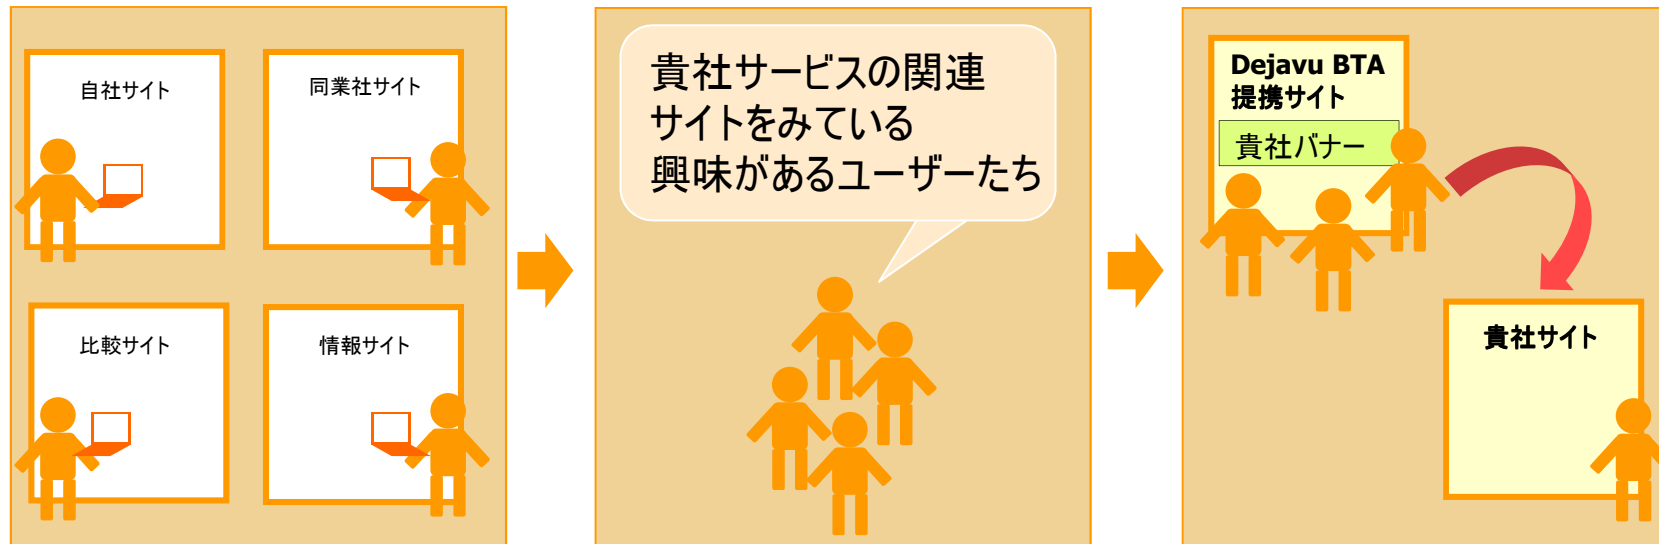 自社サイト
同業社サイト
比較サイト
情報サイト
貴社サービスの関連
サイトをみている
興味があるユーザーたち
Dejavu BTA
提携サイト
貴社バナー
貴社サイト